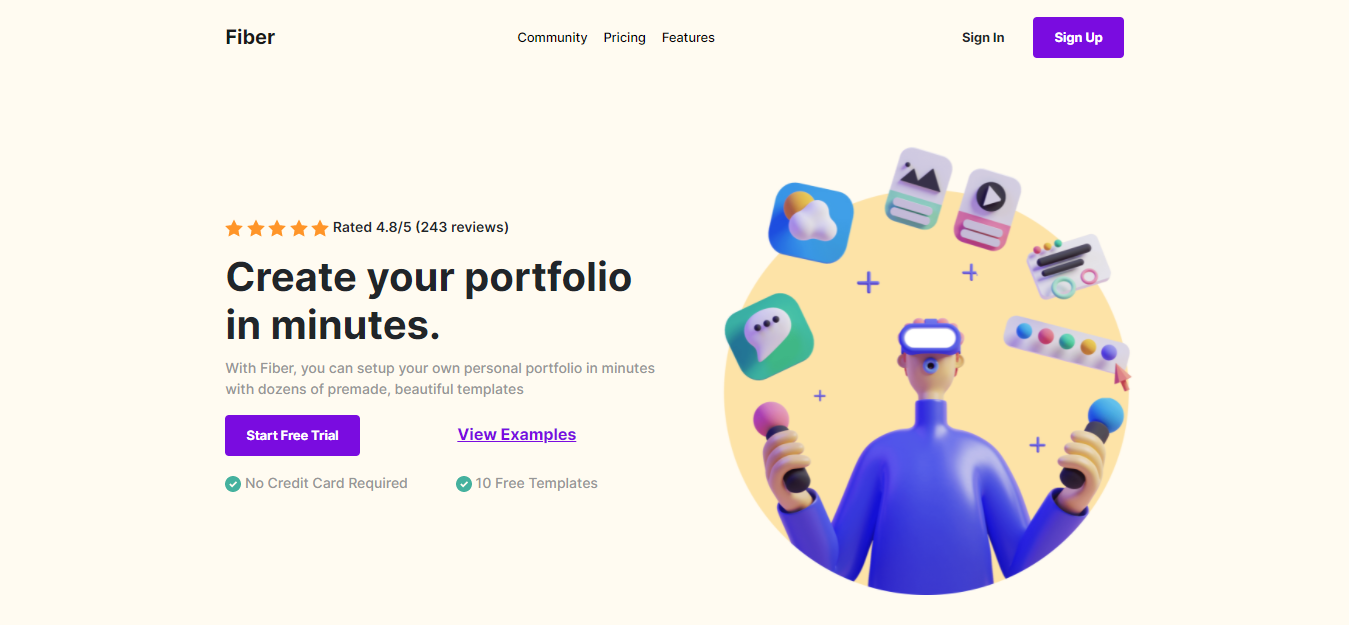 Fiber
Community Pricing Features
Sign In
Sign Up
Rated 4.8/5 (243 reviews)
Create your portfolio
in minutes.
With Fiber, you can setup your own personal portfolio in minutes
with dozens of premade, beautiful templates
Start Free Trial
View Examples
No Credit Card Required
10 Free Templates